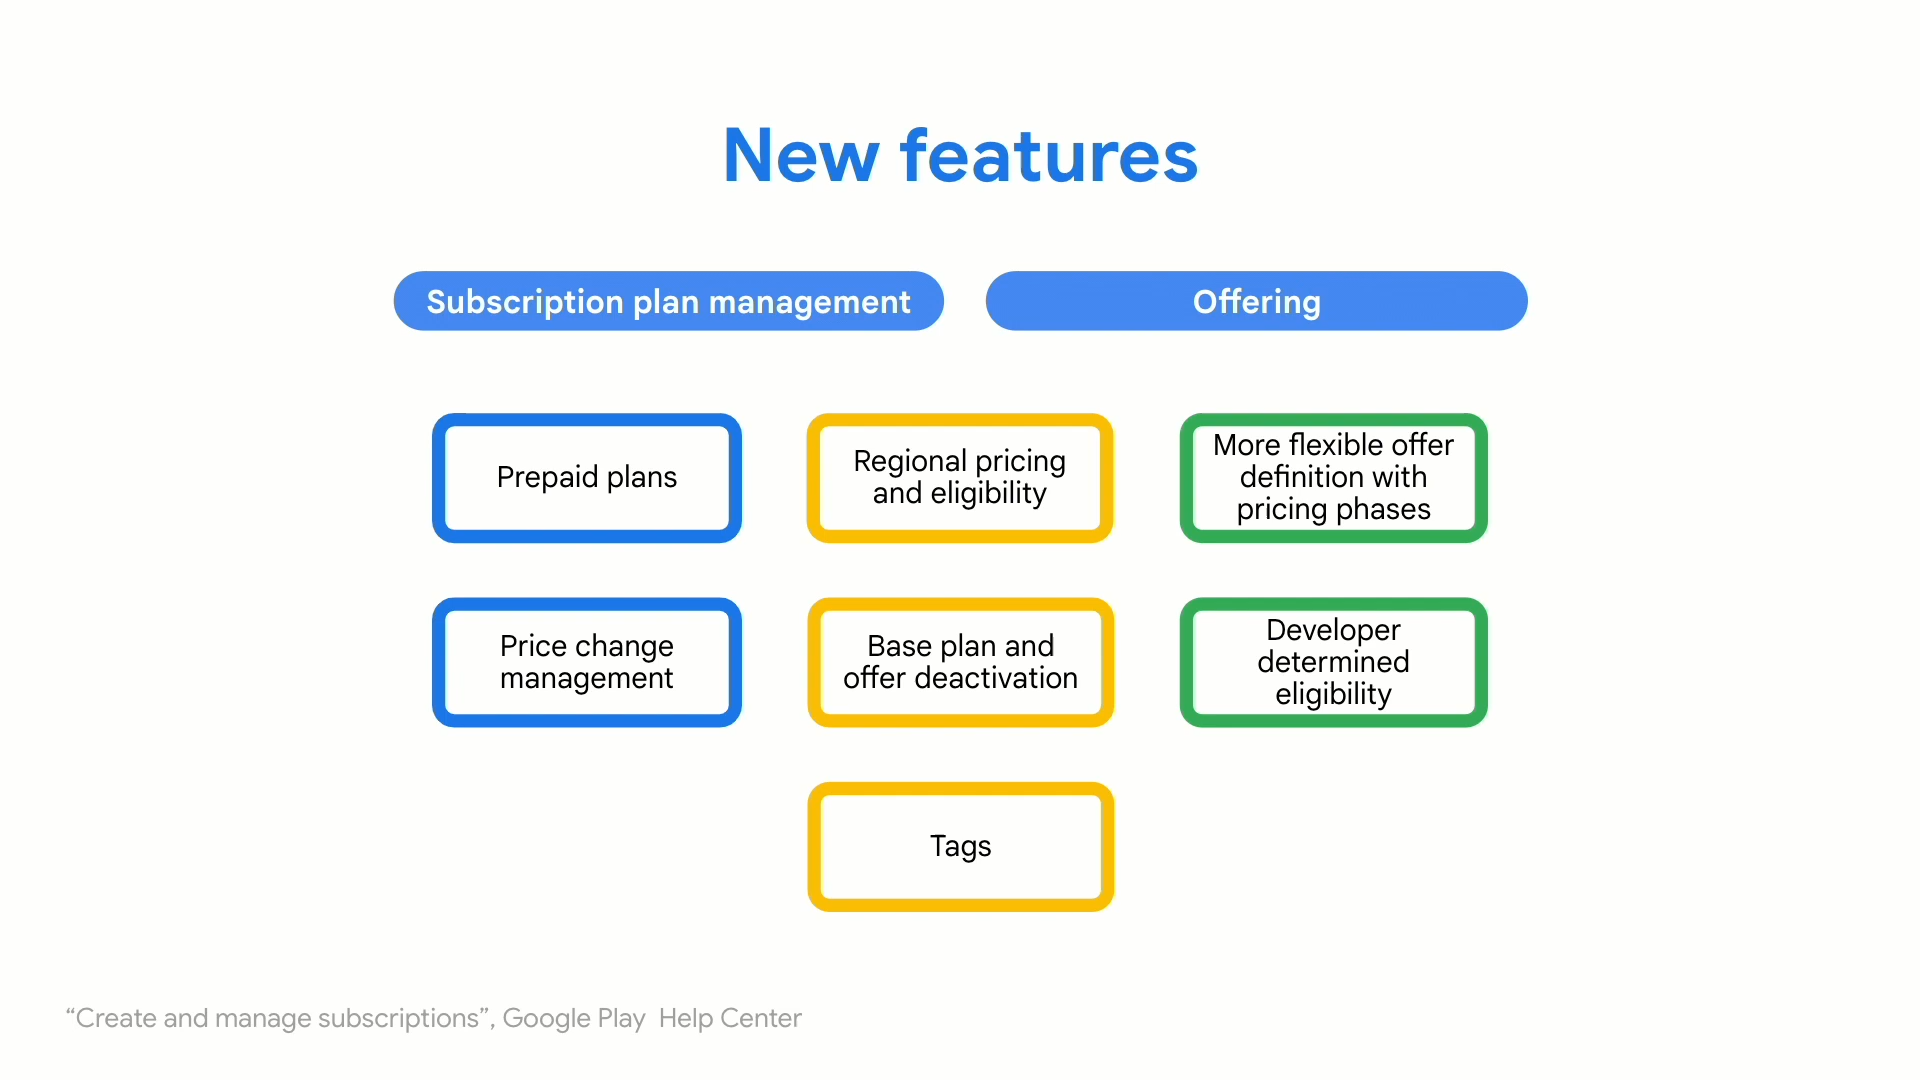 New features
Subscription plan management
Offering
Prepaid plans
Regional pricing
and eligibility
More flexible offer
definition with
pricing phases
Price change
management
Base plan and
offer deactivation
Developer
determined
eligibility
Tags
“Create and manage subscriptions”, Google Play  Help Center